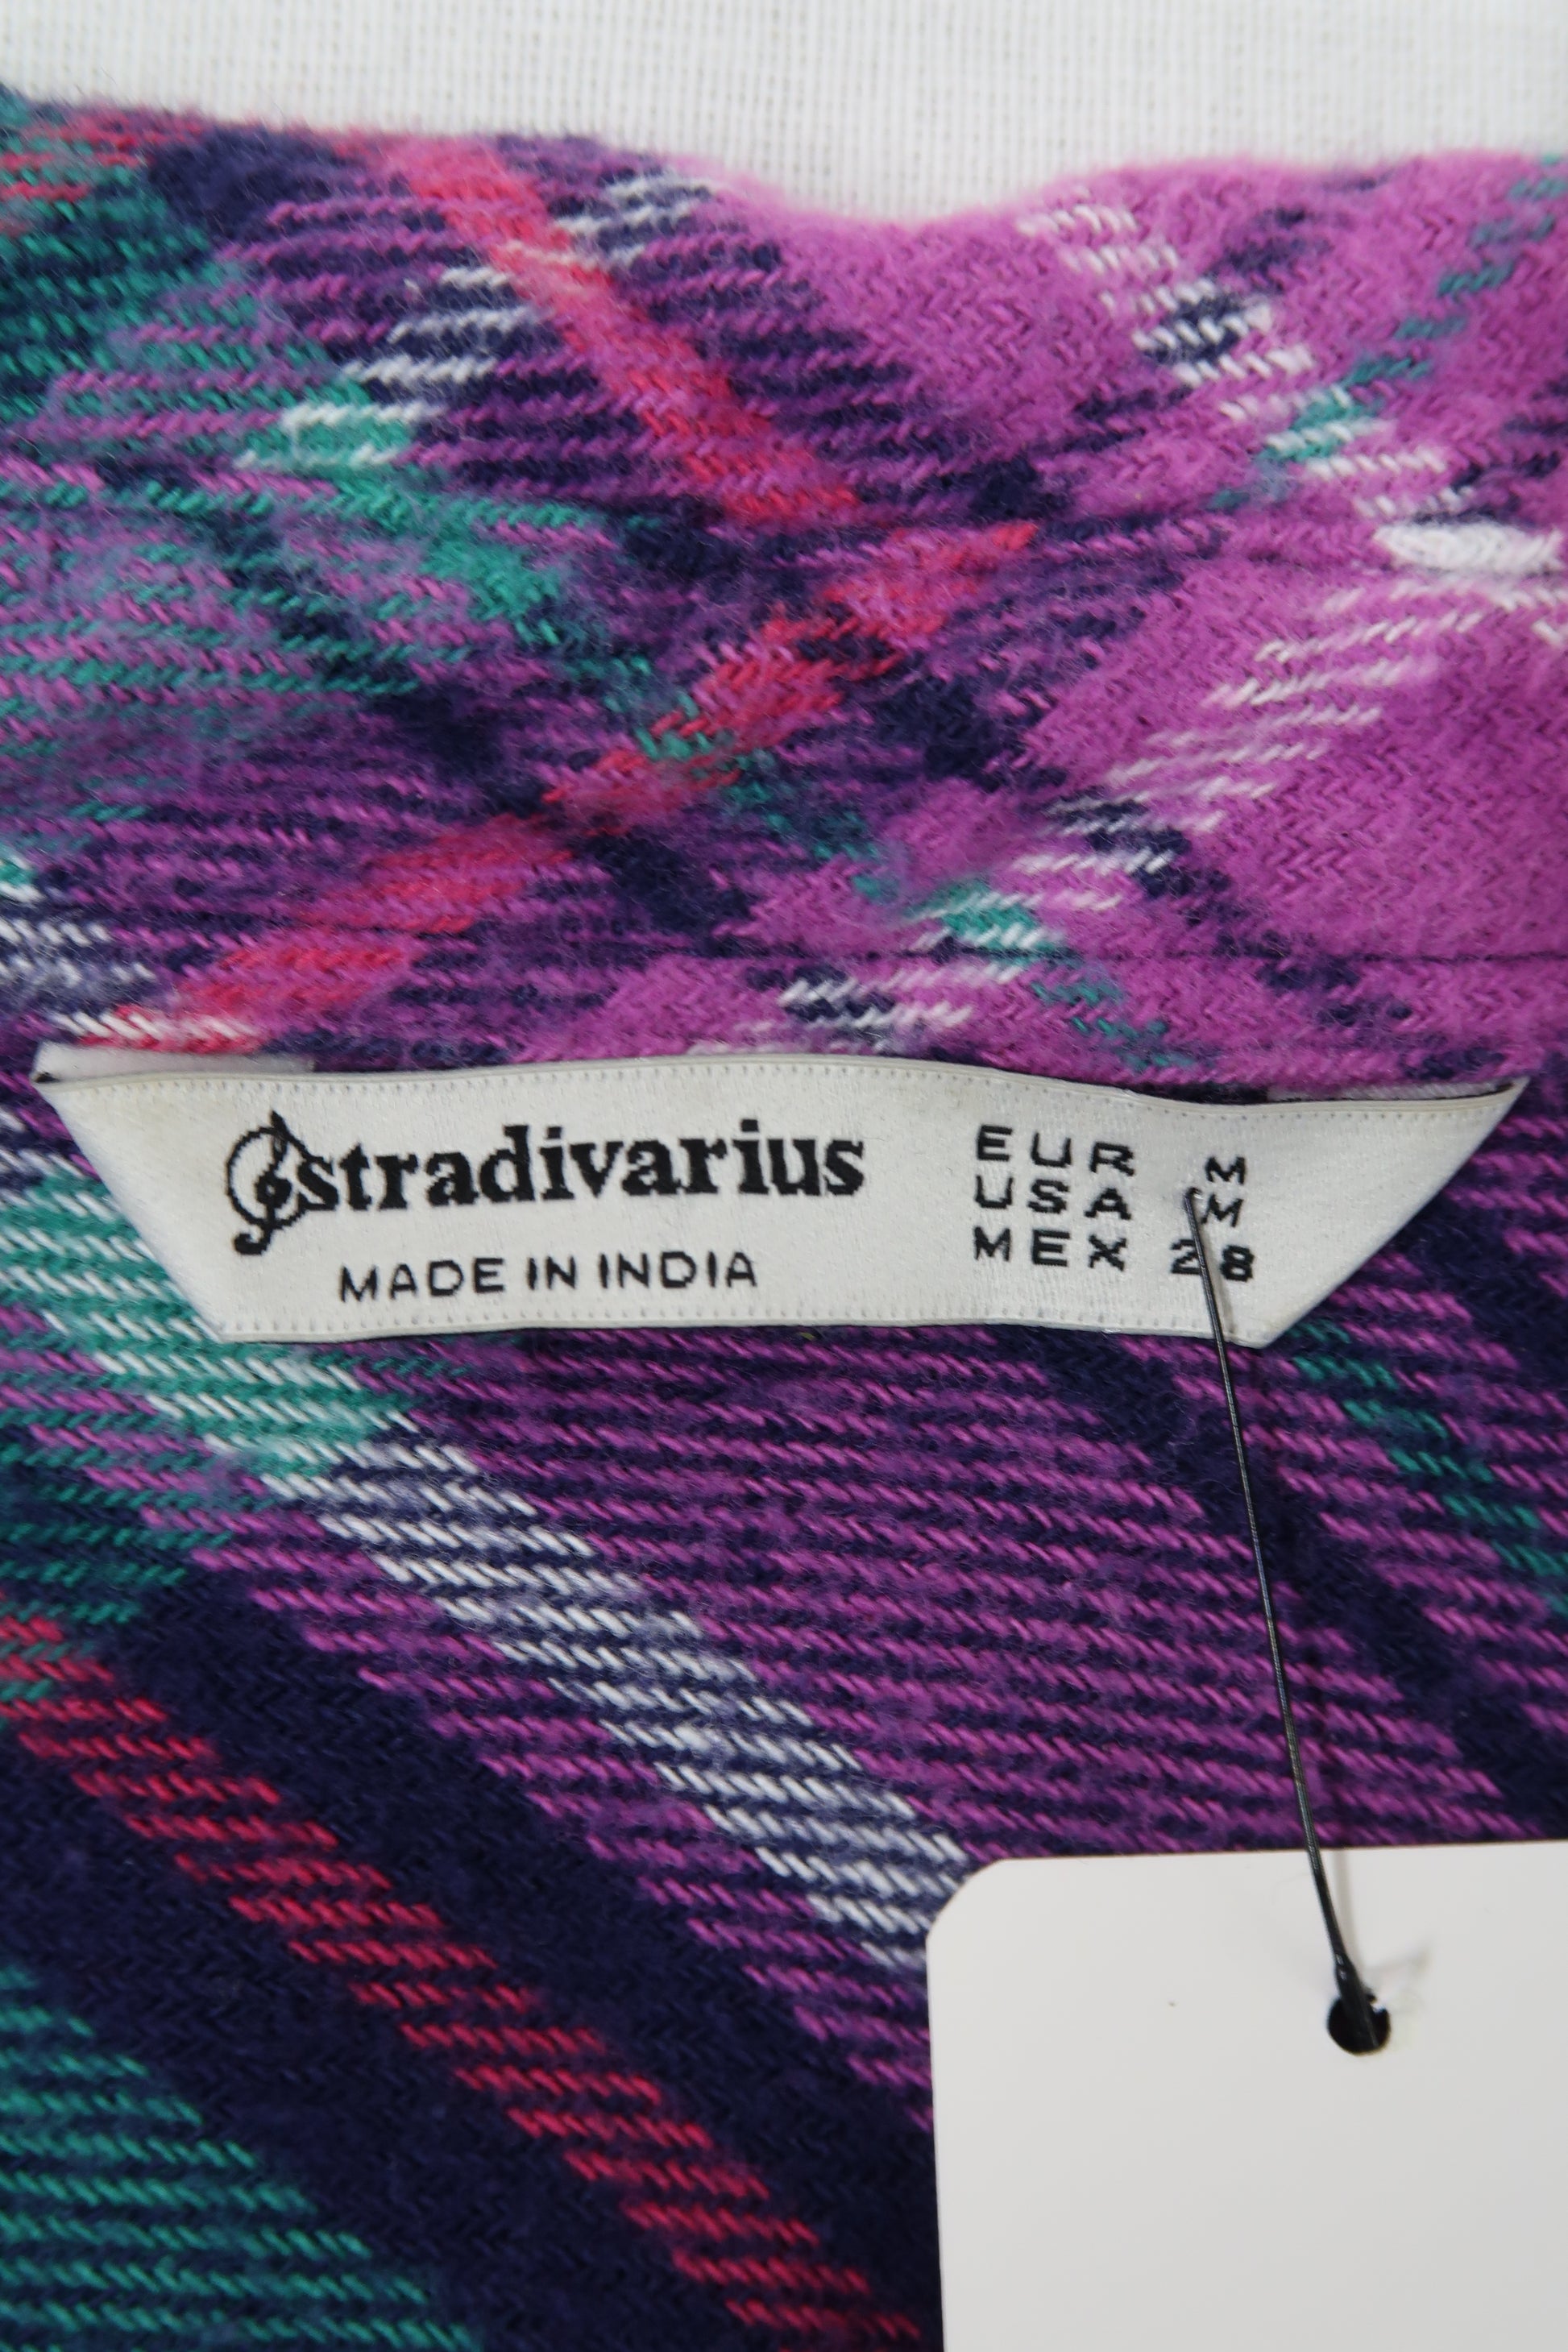 stradivarius
MADE IN INDIA
EUR M
USA M
MEX 28